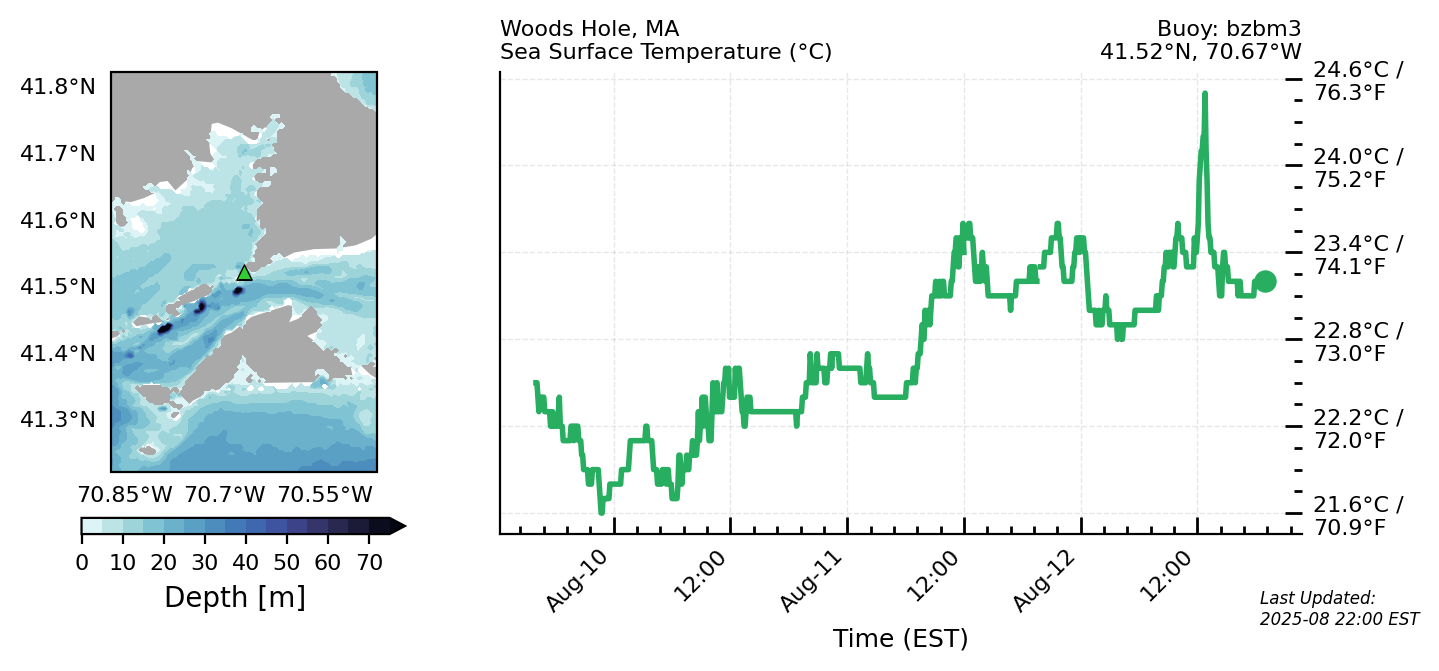 Woods Hole, MA
Sea Surface Temperature (°C)
Buoy: bzbm3
41.52°N, 70.67°W
41.8°N
41.7°N
41.6°N
41.5°N
41.4°N
41.3°N
70.85°W 70.7°W 70.55°W
0 10 20 30 40 50 60 70
Depth [m]
24.6°C /
76.3°F
24.0°C /
75.2°F
23.4°C /
74.1°F
22.8°C /
73.0°F
22.2°C /
72.0°F
21.6°C /
70.9°F
Aug-10 12:00 Aug-11 12:00 Aug-12 12:00
Time (EST)
Last Updated:
2025-08 22:00 EST